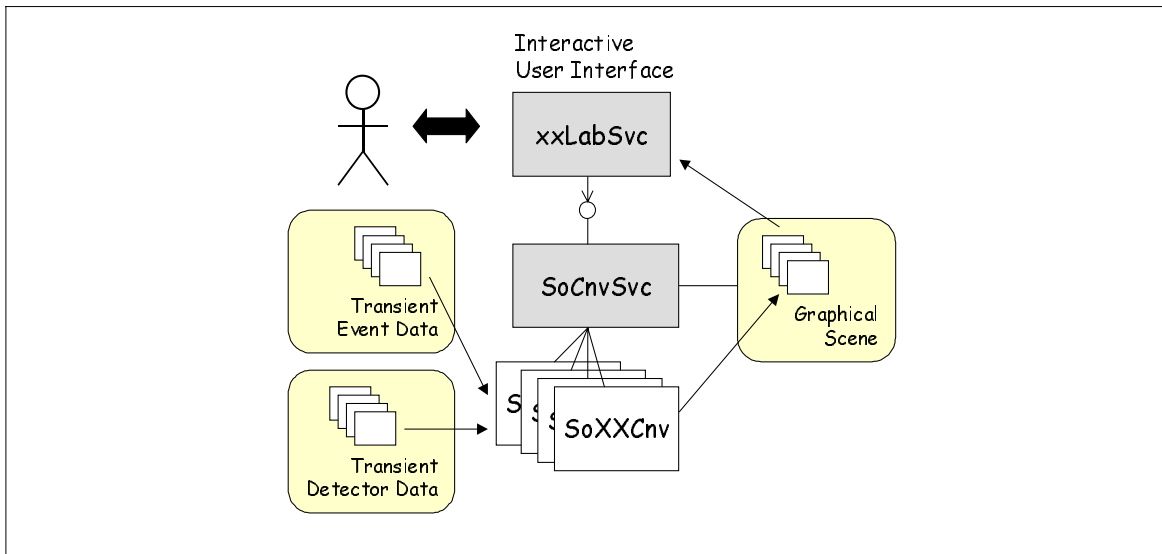 Interactive
User Interface
xxLabSvc
SoCnvSvc
Transient
Event Data
Graphical
Scene
S
S
S
SoXXCnv
Transient
Detector Data